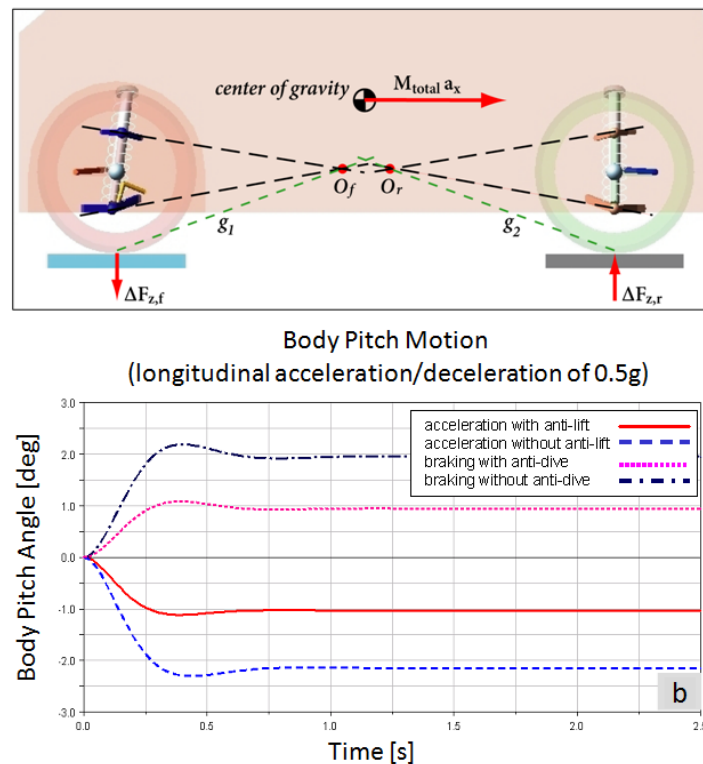 center of gravity
M_total a_x
O_f
O_r
g_1
g_2
ΔF_z,f
ΔF_z,r
Body Pitch Motion
(longitudinal acceleration/deceleration of 0.5g)
3.0
acceleration with anti-lift
acceleration without anti-lift
braking with anti-dive
braking without anti-dive
2.0
1.0
0.0
-1.0
-2.0
-3.0
Body Pitch Angle [deg]
b
0.0
0.5
1.0
1.5
2.0
2.5
Time [s]